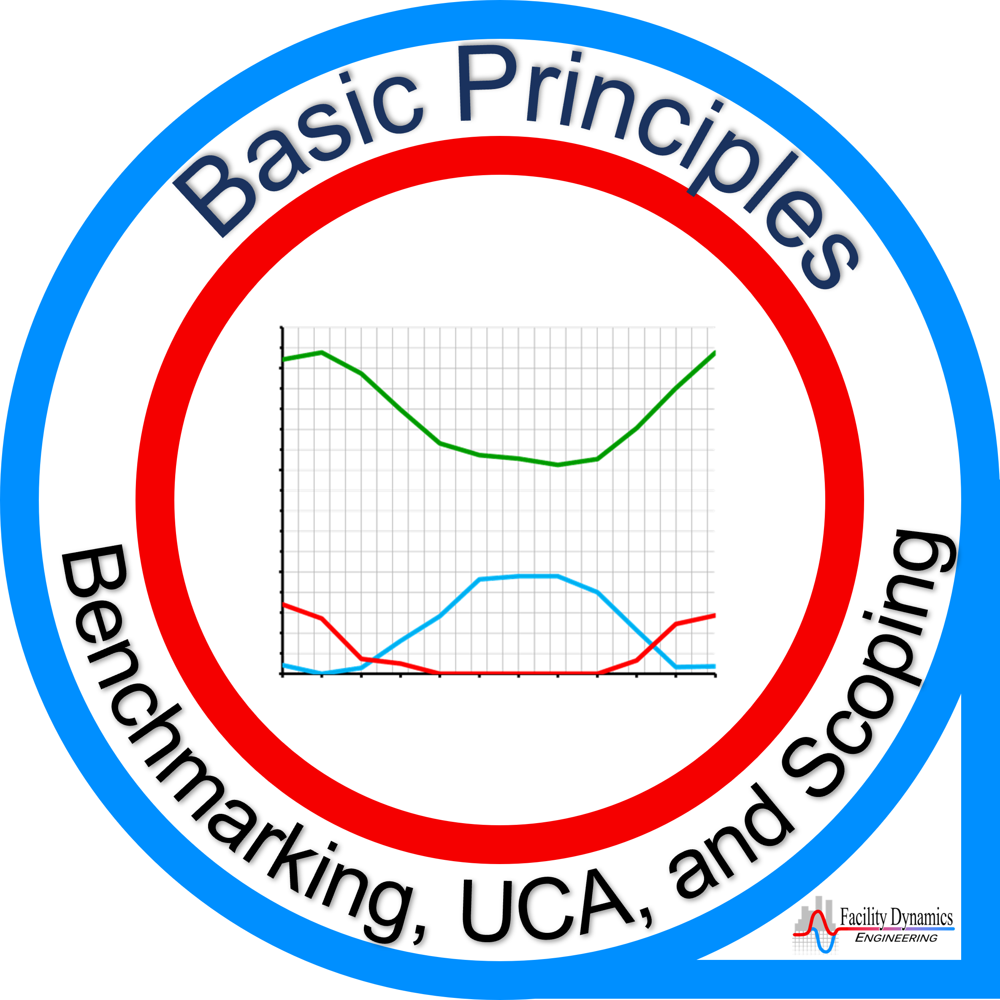 Basic Principles
Benchmarking, UCA, and Scoping
Facility Dynamics
ENGINEERING